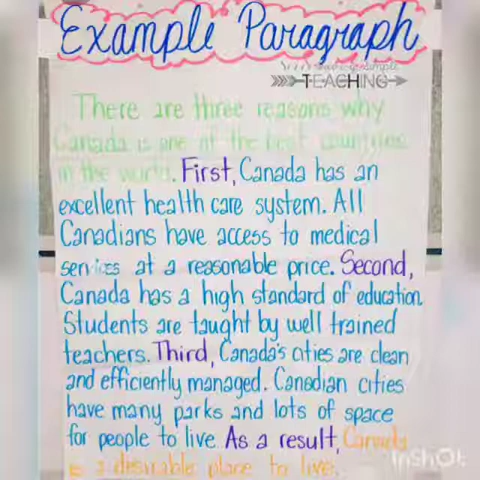 Example Paragraph
TEACHING
There are three reasons why
Canada is one of the best countries
in the world. First, Canada has an
excellent health care system. All
Canadians have access to medical
services at a reasonable price. Second,
Canada has a high standard of education.
Students are taught by well trained
teachers. Third, Canada's cities are clean
and efficiently managed. Canadian cities
have many parks and lots of space
for people to live. As a result, Canada
is a desirable place to live.
InShOt